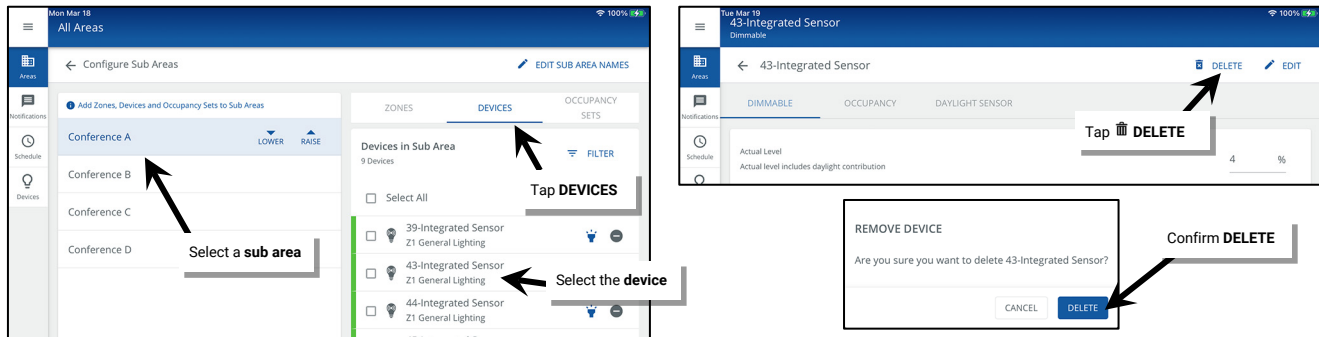 Mon Mar 18
100%
All Areas
Areas
Configure Sub Areas
EDIT SUB AREA NAMES
Notifications
Schedule
Devices
Add Zones, Devices and Occupancy Sets to Sub Areas
Conference A
LOWER
RAISE
Conference B
Conference C
Conference D
Select a sub area
ZONES
DEVICES
OCCUPANCY
SETS
Devices in Sub Area
9 Devices
FILTER
Tap DEVICES
Select All
39-Integrated Sensor
Z1 General Lighting
43-Integrated Sensor
Z1 General Lighting
Select the device
44-Integrated Sensor
Z1 General Lighting
Tue Mar 19
100%
43-Integrated Sensor
Dimmable
Areas
43-Integrated Sensor
DELETE
EDIT
Notifications
Schedule
DIMMABLE
OCCUPANCY
DAYLIGHT SENSOR
Tap DELETE
Actual Level
Actual level includes daylight contribution
4 %
REMOVE DEVICE
Are you sure you want to delete 43-Integrated Sensor?
CANCEL
DELETE
Confirm DELETE